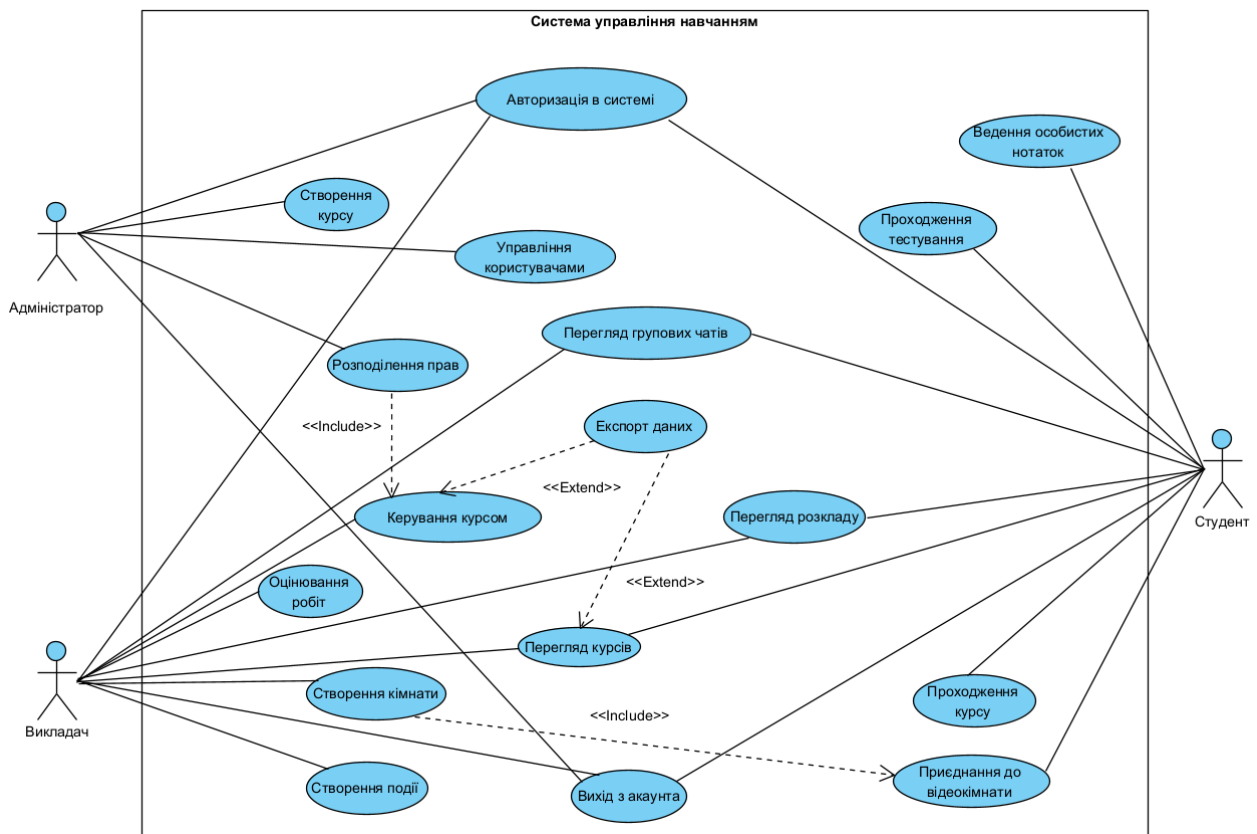 Система управління навчанням
Авторизація в системі
Ведення особистих
нотаток
Створення
курсу
Проходження
тестування
Управління
користувачами
Адміністратор
Перегляд групових чатів
Розподілення прав
<<Include>>
Експорт даних
<<Extend>>
Керування курсом
Перегляд розкладу
Студент
Оцінювання
робіт
<<Extend>>
Перегляд курсів
Створення кімнати
Проходження
курсу
<<Include>>
Викладач
Створення події
Вихід з акаунта
Приєднання до
відеокімнати